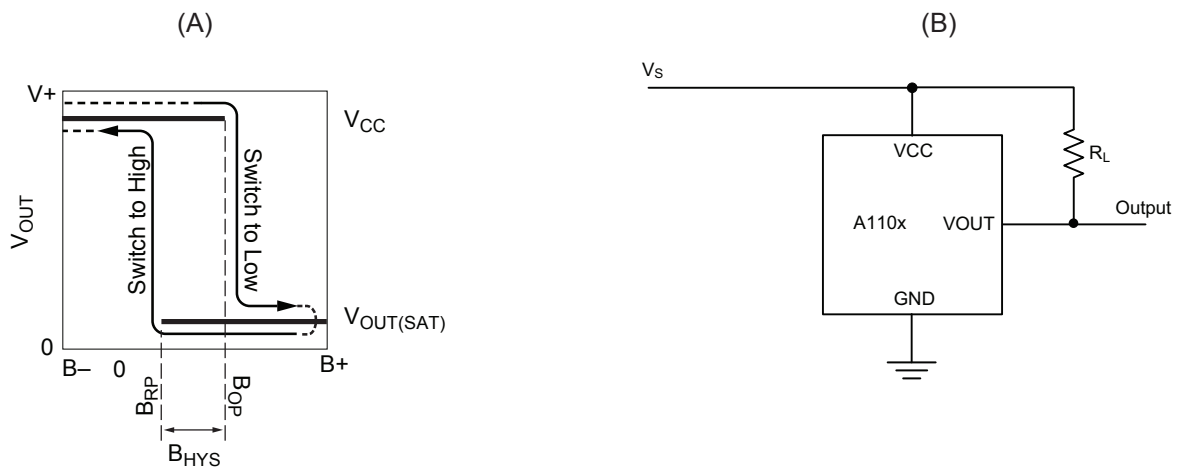 (A)
V+
VCC
Switch to High
Switch to Low
VOUT
VOUT(SAT)
0
B–
0
B+
BRP
BOP
BHYS
(B)
VS
VCC
RL
A110x
VOUT
Output
GND